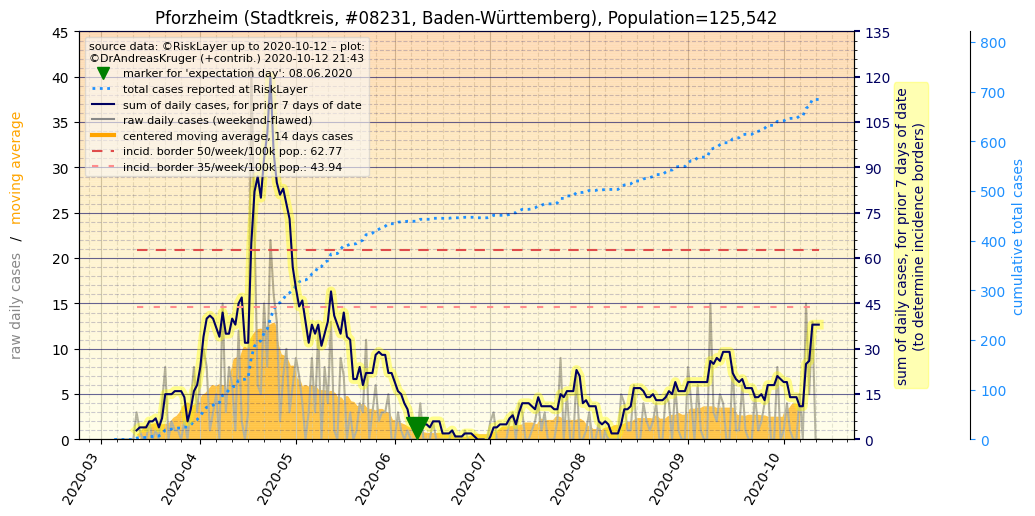 Pforzheim (Stadtkreis, #08231, Baden-Württemberg), Population=125,542
source data: ©RiskLayer up to 2020-10-12 – plot:
©DrAndreasKruger (+contrib.) 2020-10-12 21:43
marker for 'expectation day': 08.06.2020
total cases reported at RiskLayer
sum of daily cases, for prior 7 days of date
raw daily cases (weekend-flawed)
centered moving average, 14 days cases
incid. border 50/week/100k pop.: 62.77
incid. border 35/week/100k pop.: 43.94
raw daily cases / moving average
45
40
35
30
25
20
15
10
5
0
2020-03
2020-04
2020-05
2020-06
2020-07
2020-08
2020-09
2020-10
135
120
105
90
75
60
45
30
15
0
sum of daily cases, for prior 7 days of date
(to determine incidence borders)
800
700
600
500
400
300
200
100
0
cumulative total cases